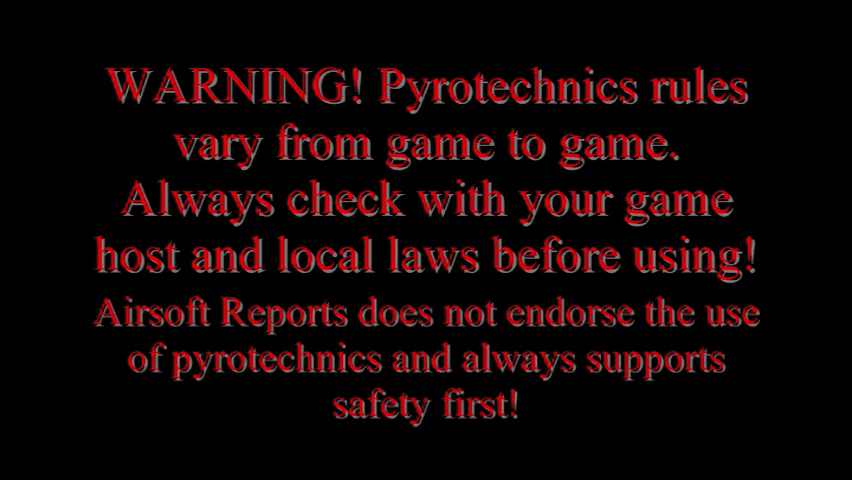 WARNING! Pyrotechnics rules
vary from game to game.
Always check with your game
host and local laws before using!
Airsoft Reports does not endorse the use
of pyrotechnics and always supports
safety first!